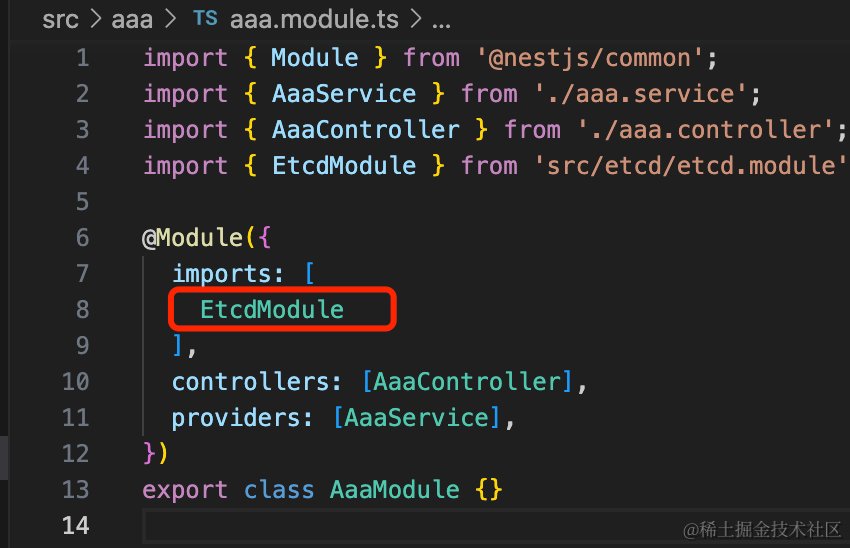 src > aaa > TS aaa.module.ts > ...
1 import { Module } from '@nestjs/common';
2 import { AaaService } from './aaa.service';
3 import { AaaController } from './aaa.controller';
4 import { EtcdModule } from 'src/etcd/etcd.module'
5
6 @Module({
7 imports: [
8 EtcdModule
9 ],
10 controllers: [AaaController],
11 providers: [AaaService],
12 })
13 export class AaaModule {}
14
@稀土掘金技术社区